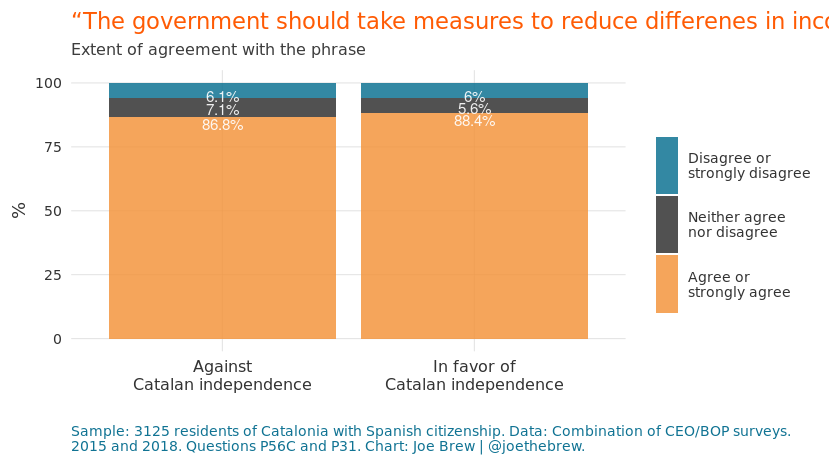 “The government should take measures to reduce differenes in
Extent of agreement with the phrase
100
75
50
25
0
%
6.1%
7.1%
86.8%
6%
5.6%
88.4%
Against
Catalan independence
In favor of
Catalan independence
Disagree or
strongly disagree
Neither agree
nor disagree
Agree or
strongly agree
Sample: 3125 residents of Catalonia with Spanish citizenship. Data: Combination of CEO/BOP surveys.
2015 and 2018. Questions P56C and P31. Chart: Joe Brew | @joethebrew.